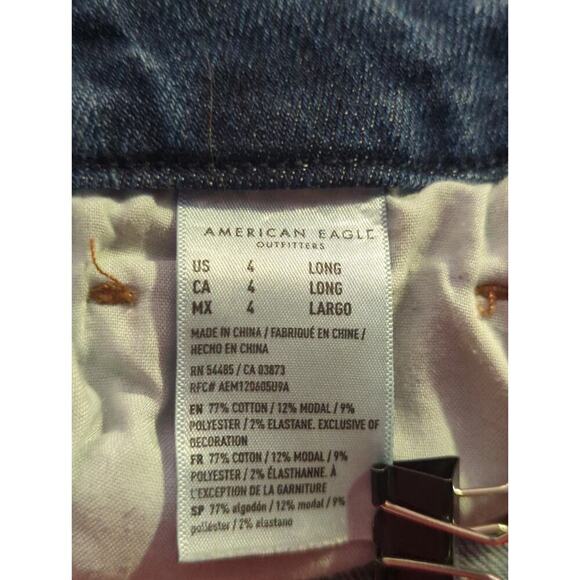 AMERICAN EAGLE
OUTFITTERS
US 4 LONG
CA 4 LONG
MX 4 LARGO
MADE IN CHINA / FABRIQUÉ EN CHINE /
HECHO EN CHINA
RN 54485 / CA 03873
RFC# AEM120605U9A
EN 77% COTTON / 12% MODAL / 9%
POLYESTER / 2% ELASTANE. EXCLUSIVE OF
DECORATION
FR 77% COTON / 12% MODAL / 9%
POLYESTER / 2% ÉLASTHANNE. À
L'EXCEPTION DE LA GARNITURE
SP 77% algodón / 12% modal / 9%
poliéster / 2% elastano